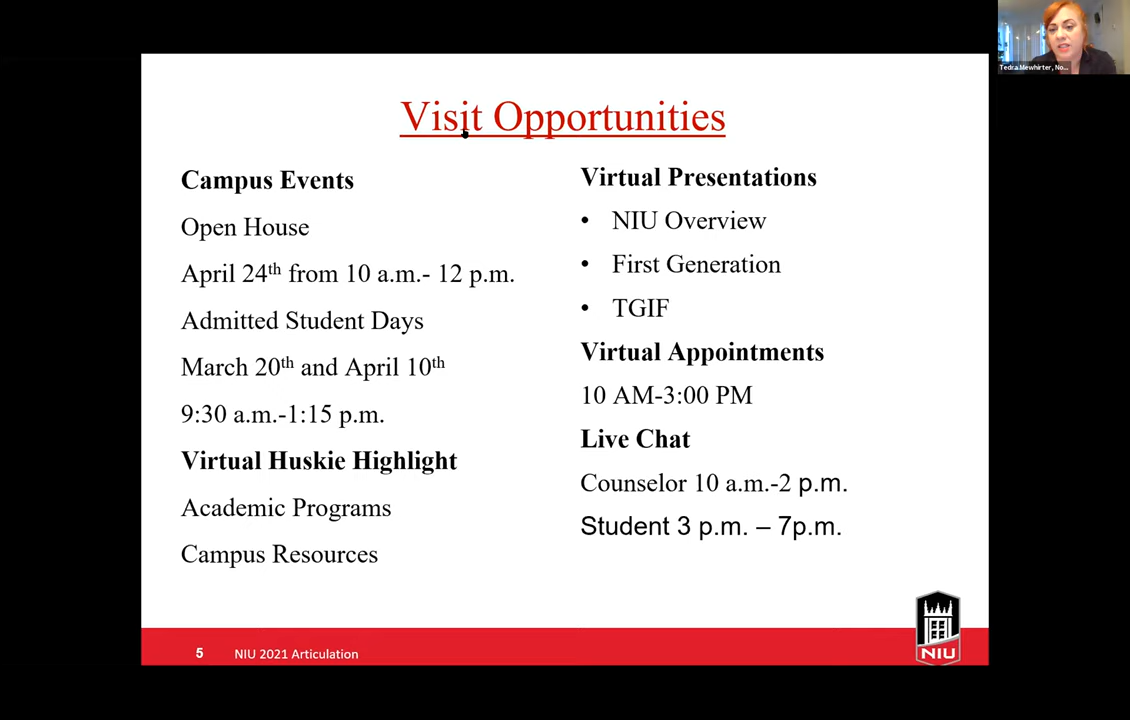 Visit Opportunities
Campus Events
Open House
April 24th from 10 a.m.- 12 p.m.
Admitted Student Days
March 20th and April 10th
9:30 a.m.-1:15 p.m.
Virtual Huskie Highlight
Academic Programs
Campus Resources
Virtual Presentations
• NIU Overview
• First Generation
• TGIF
Virtual Appointments
10 AM-3:00 PM
Live Chat
Counselor 10 a.m.-2 p.m.
Student 3 p.m. – 7p.m.
5 NIU 2021 Articulation
NIU
Tedra Mewhirter, No...